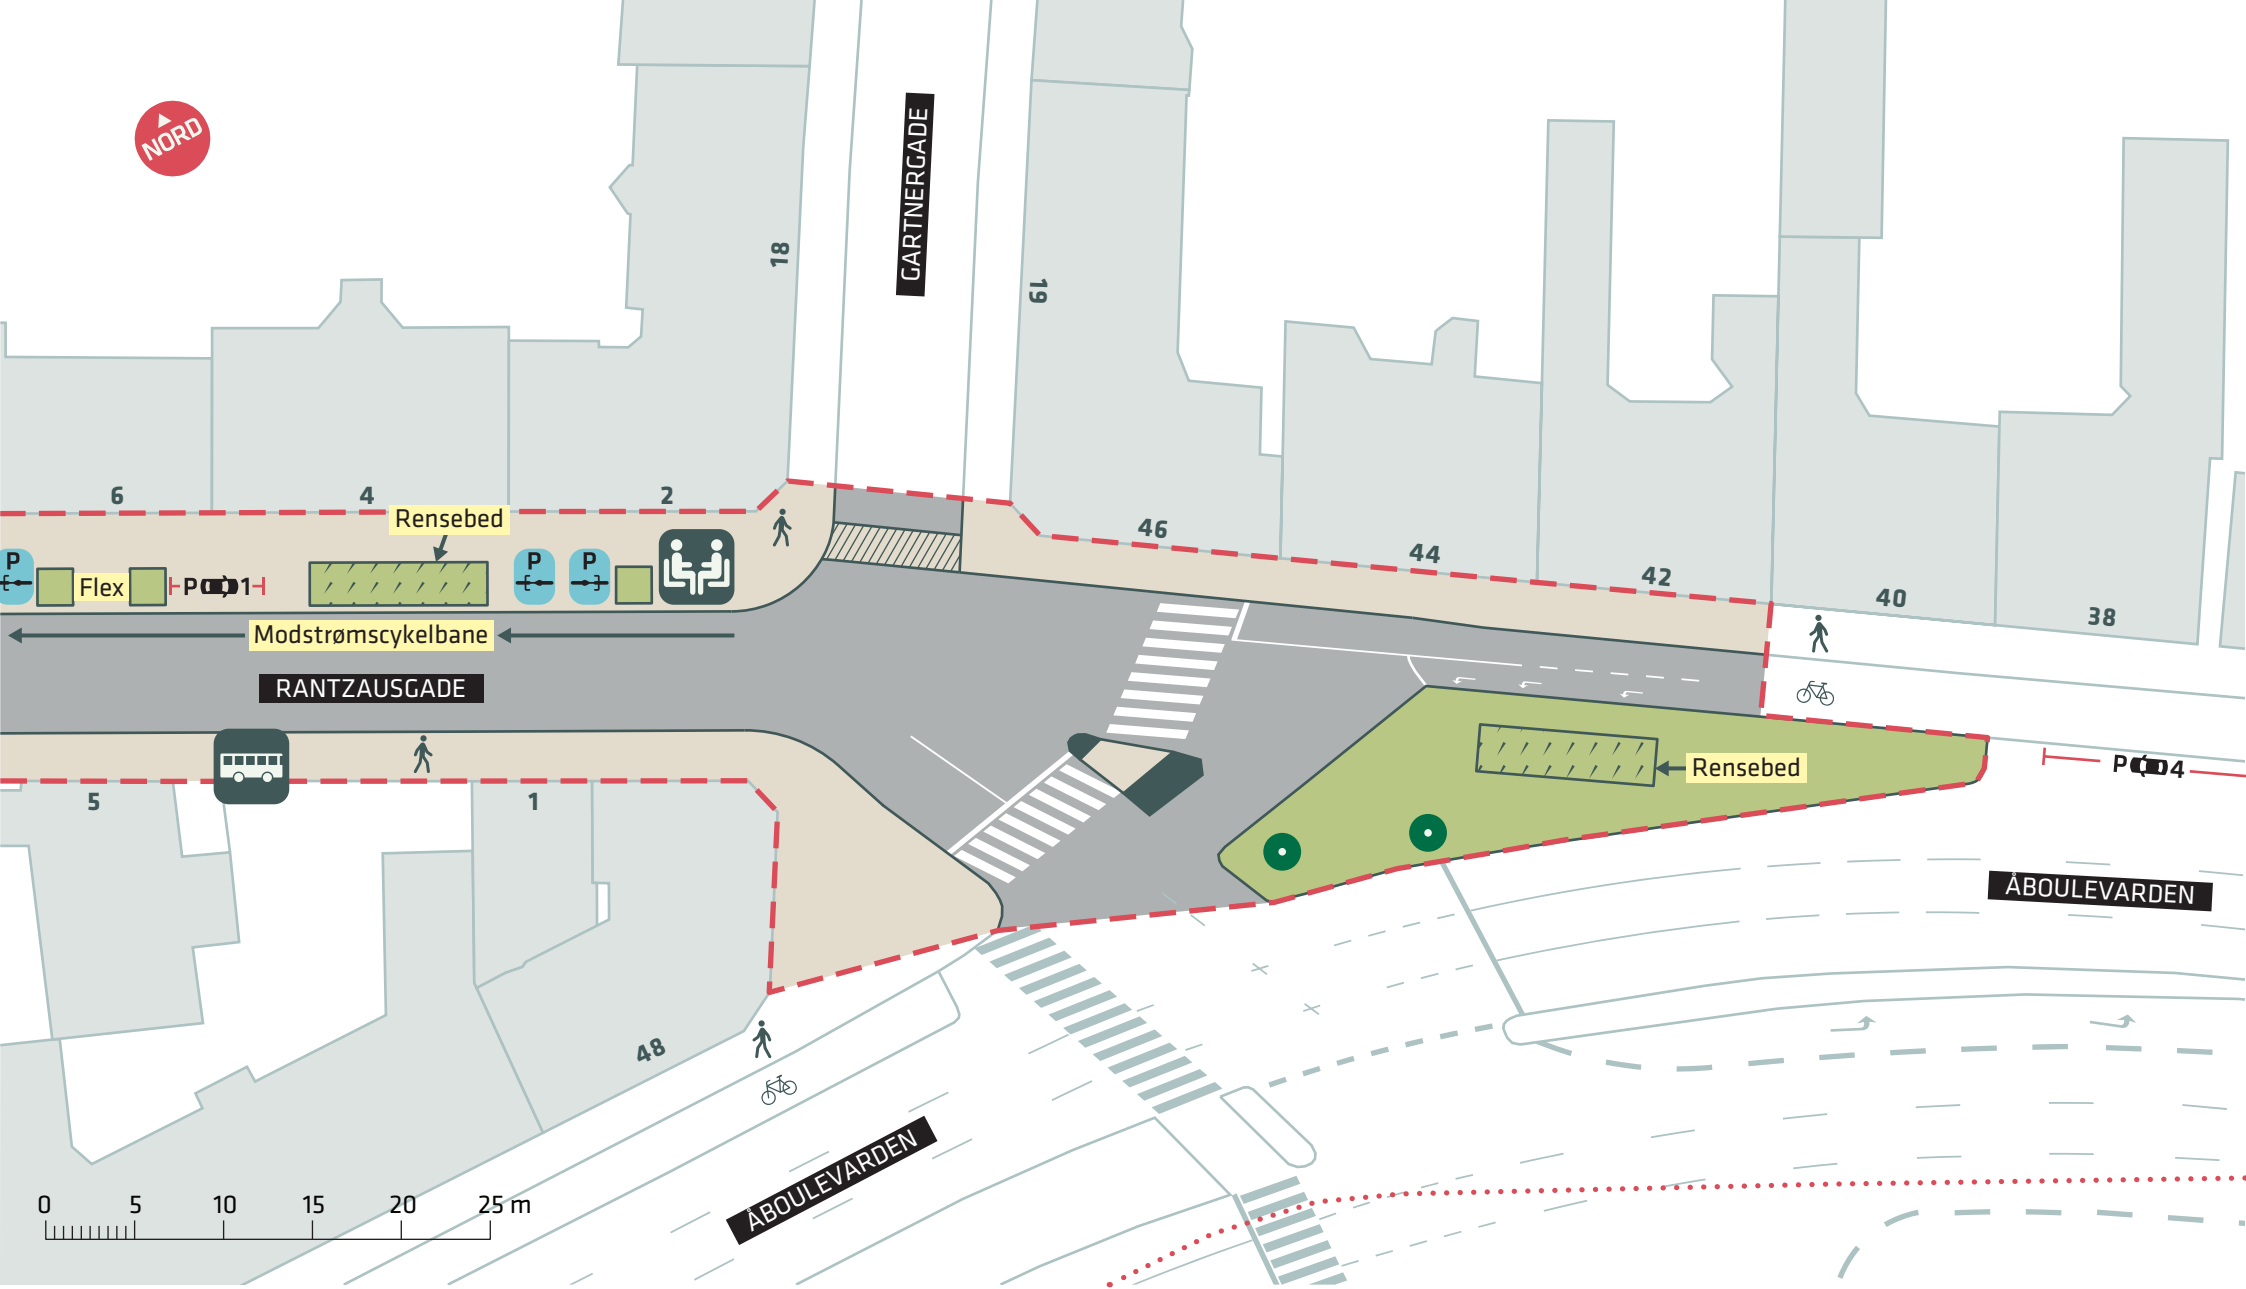 NORD
GARTNERGADE
18
19
6
4
2
Rensebed
46
44
42
40
38
P
Flex
P 1
P
P
Modstrømscykelbane
RANTZAUSGADE
5
1
Rensebed
P 4
ÅBOULEVARDEN
48
ÅBOULEVARDEN
0 5 10 15 20 25 m